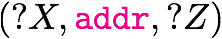 (?X, addr, ?Z)